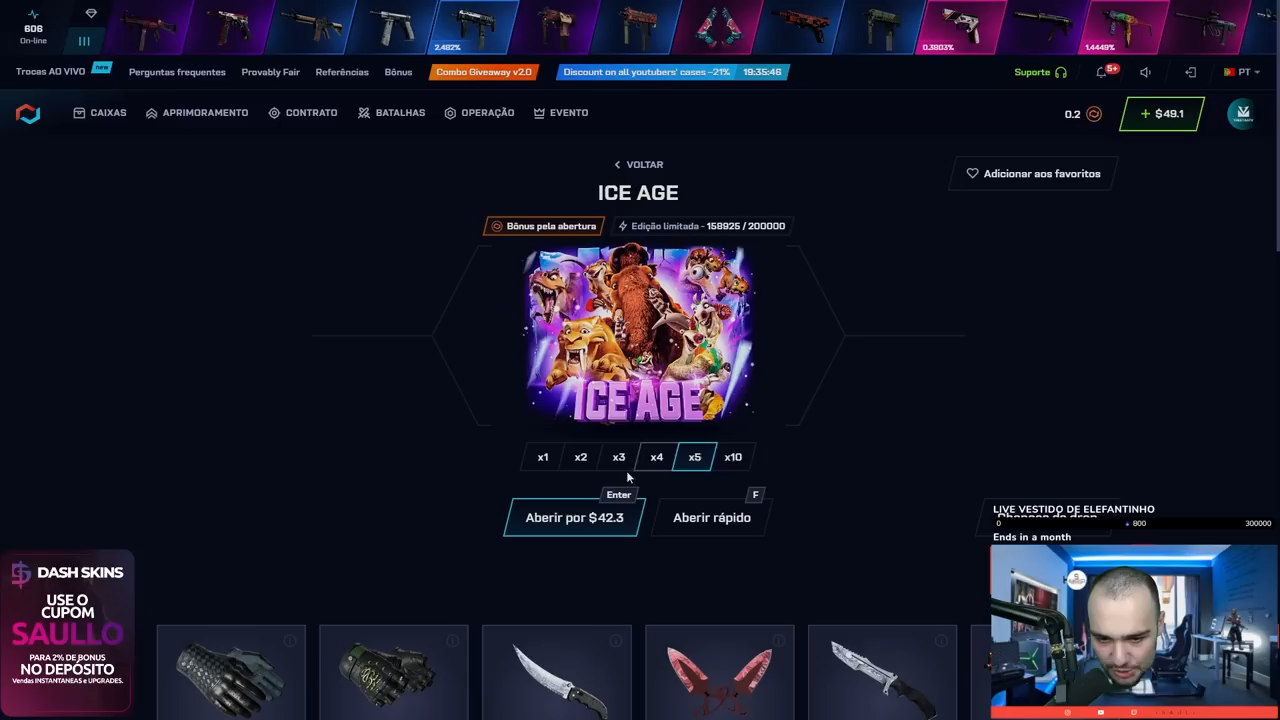 606
On-line
2.482%
0.3803%
1.4449%
Trocas AO VIVO
new
Perguntas frequentes
Provably Fair
Referências
Bônus
Combo Giveaway v2.0
Discount on all youtubers' cases −21%
19:35:46
Suporte
5+
PT
CAIXAS
APRIMORAMENTO
CONTRATO
BATALHAS
OPERAÇÃO
EVENTO
0.2
+ $49.1
VOLTAR
Adicionar aos favoritos
ICE AGE
Bônus pela abertura
Edição limitada - 158925 / 200000
ICE AGE
x1
x2
x3
x4
x5
x10
Enter
F
Aberir por $42.3
Aberir rápido
LIVE VESTIDO DE ELEFANTINHO
0
800
300000
Ends in a month
DASH SKINS
USE O
CUPOM
SAULLO
PARA 2% DE BONUS
NO DEPÓSITO
Vendas INSTANTANEAS e UPGRADES.